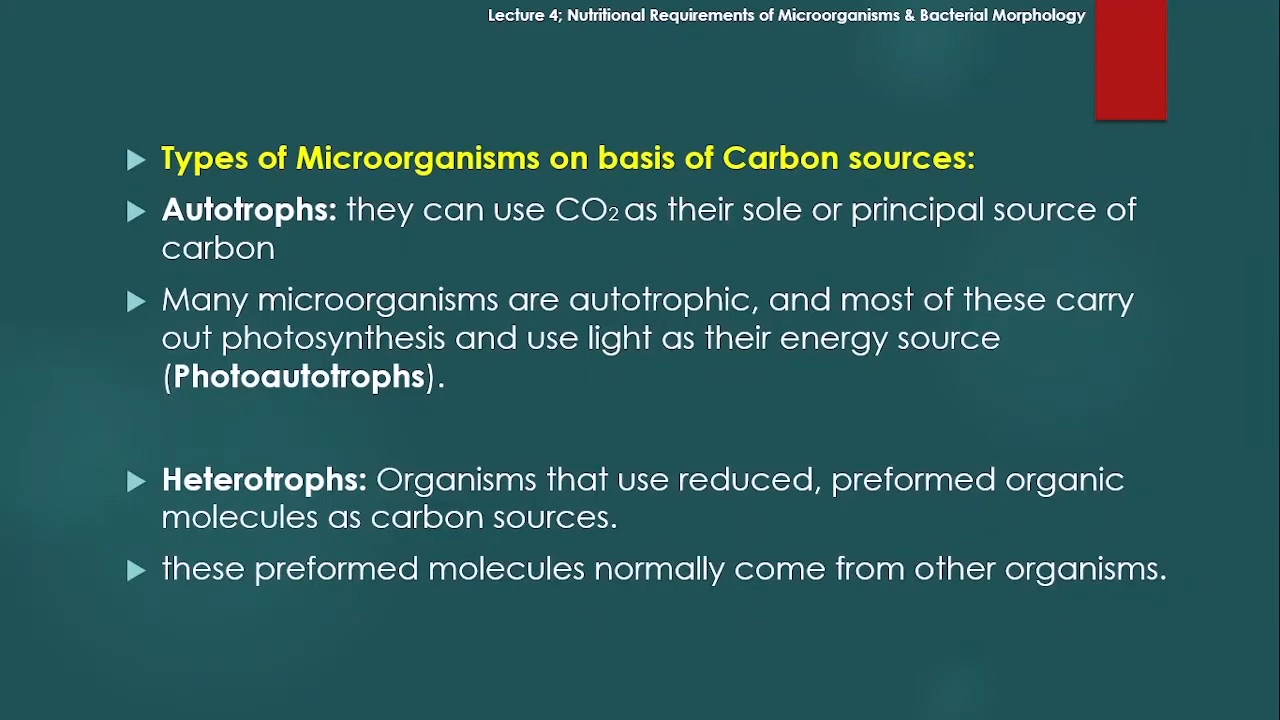 Lecture 4; Nutritional Requirements of Microorganisms & Bacterial Morphology
Types of Microorganisms on basis of Carbon sources:
Autotrophs: they can use CO2 as their sole or principal source of
carbon
Many microorganisms are autotrophic, and most of these carry
out photosynthesis and use light as their energy source
(Photoautotrophs).
Heterotrophs: Organisms that use reduced, preformed organic
molecules as carbon sources.
these preformed molecules normally come from other organisms.